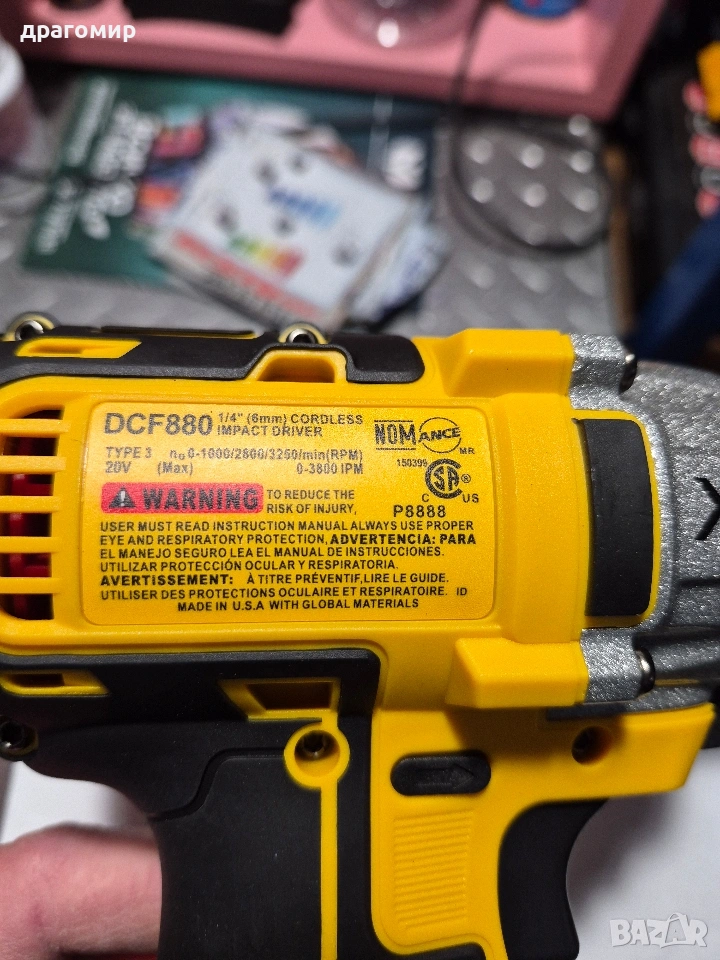 драгомир
DCF880 1/4" (6mm) CORDLESS
IMPACT DRIVER
NOM ANCE MR
TYPE 3 n₀ 0-1000/2800/3250/min(RPM)
20V (Max) 0-3800 IPM
150399
CSA ®
C US
P8888
WARNING TO REDUCE THE
RISK OF INJURY,
USER MUST READ INSTRUCTION MANUAL ALWAYS USE PROPER
EYE AND RESPIRATORY PROTECTION, ADVERTENCIA: PARA
EL MANEJO SEGURO LEA EL MANUAL DE INSTRUCCIONES.
UTILIZAR PROTECCIÓN OCULAR Y RESPIRATORIA.
AVERTISSEMENT: À TITRE PRÉVENTIF,LIRE LE GUIDE.
UTILISER DES PROTECTIONS OCULAIRE ET RESPIRATOIRE. ID
MADE IN U.S.A WITH GLOBAL MATERIALS
X
BAZAR